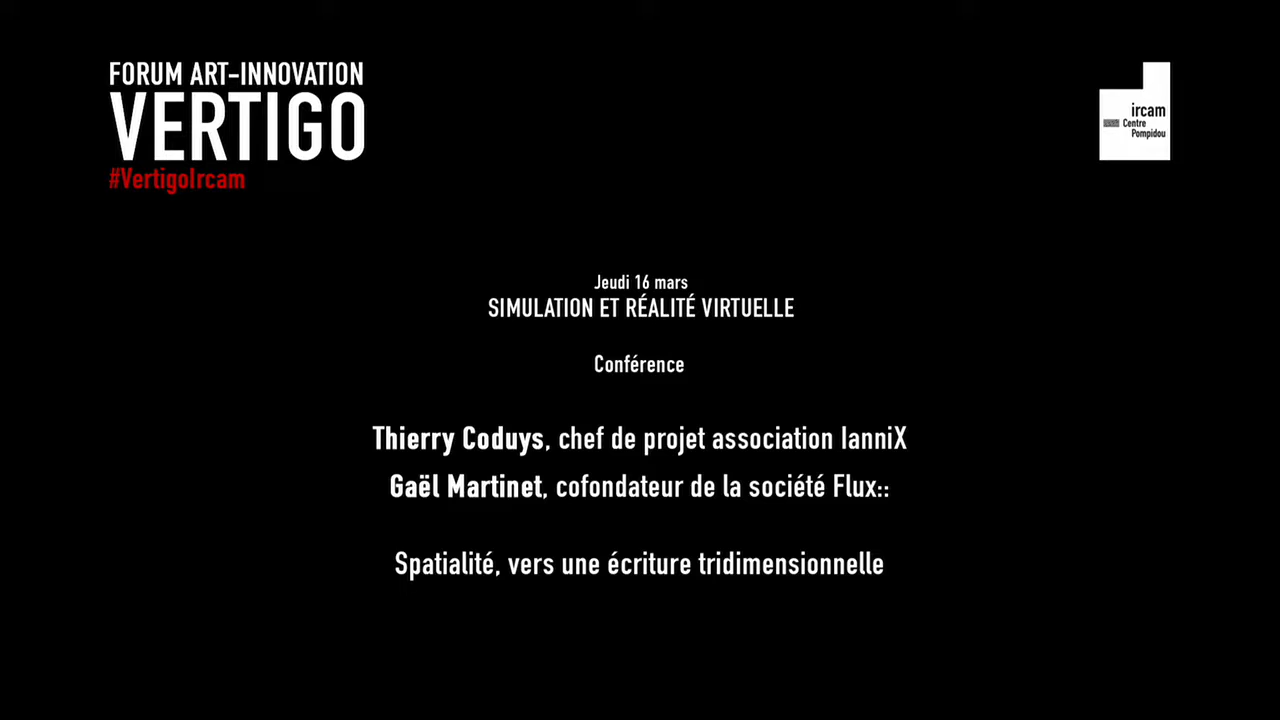 FORUM ART-INNOVATION
VERTIGO
#VertigoIrcam
ircam
Centre
Pompidou
Jeudi 16 mars
SIMULATION ET RÉALITÉ VIRTUELLE
Conférence
Thierry Coduys, chef de projet association IanniX
Gaël Martinet, cofondateur de la société Flux::
Spatialité, vers une écriture tridimensionnelle